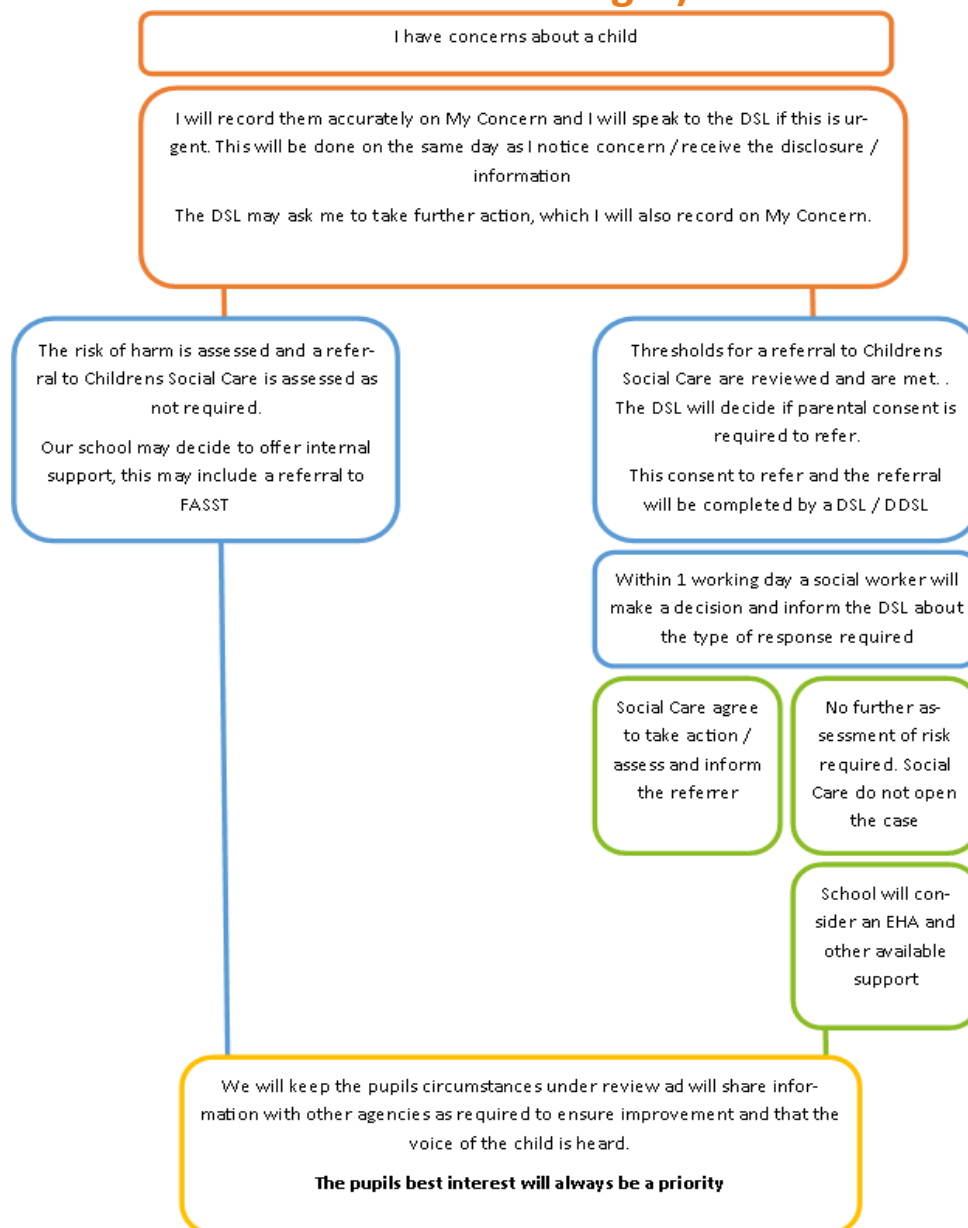 I have concerns about a child
I will record them accurately on My Concern and I will speak to the DSL if this is ur-
gent. This will be done on the same day as I notice concern / receive the disclosure /
information
The DSL may ask me to take further action, which I will also record on My Concern.
The risk of harm is assessed and a refer-
ral to Childrens Social Care is assessed as
not required.
Our school may decide to offer internal
support, this may include a referral to
FASST
Thresholds for a referral to Childrens
Social Care are reviewed and are met. .
The DSL will decide if parental consent is
required to refer.
This consent to refer and the referral
will be completed by a DSL / DDSL
Within 1 working day a social worker will
make a decision and inform the DSL about
the type of response required
Social Care agree
to take action /
assess and inform
the referrer
No further as-
sessment of risk
required. Social
Care do not open
the case
School will con-
sider an EHA and
other available
support
We will keep the pupils circumstances under review ad will share infor-
mation with other agencies as required to ensure improvement and that the
voice of the child is heard.
The pupils best interest will always be a priority